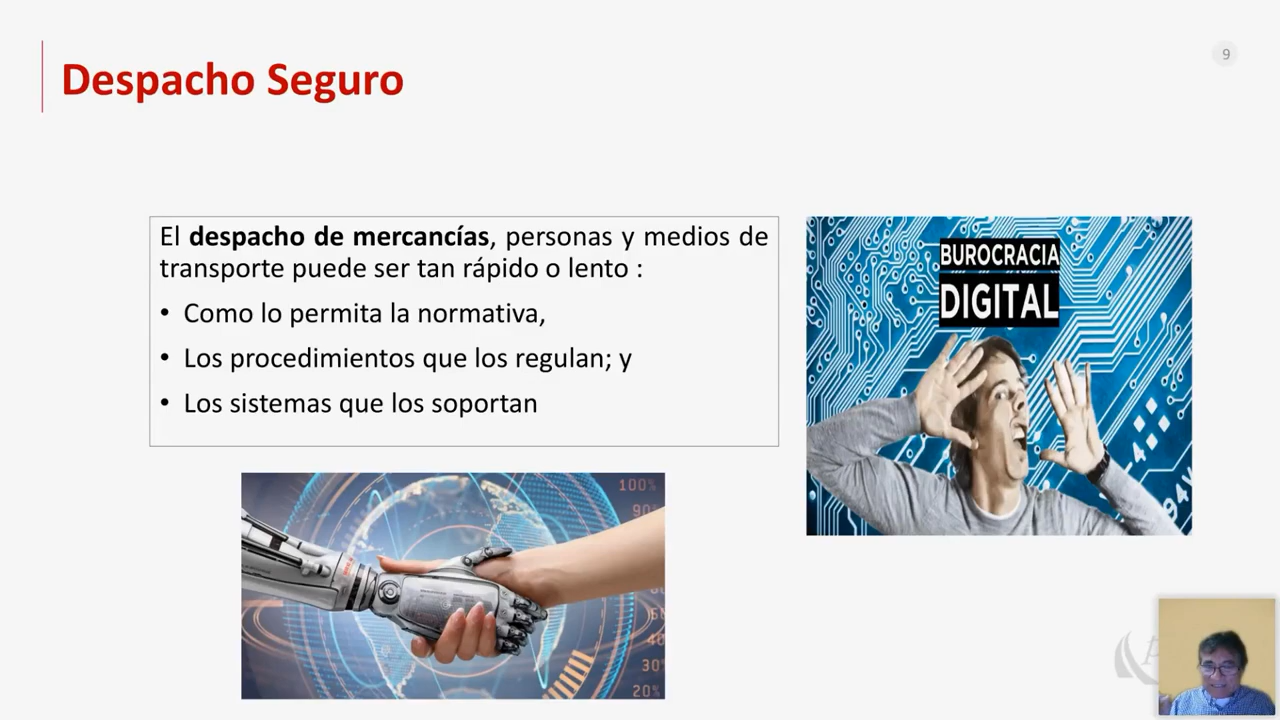 9
Despacho Seguro
El despacho de mercancías, personas y medios de
transporte puede ser tan rápido o lento :
• Como lo permita la normativa,
• Los procedimientos que los regulan; y
• Los sistemas que los soportan
BUROCRACIA
DIGITAL
100%
30%
20%